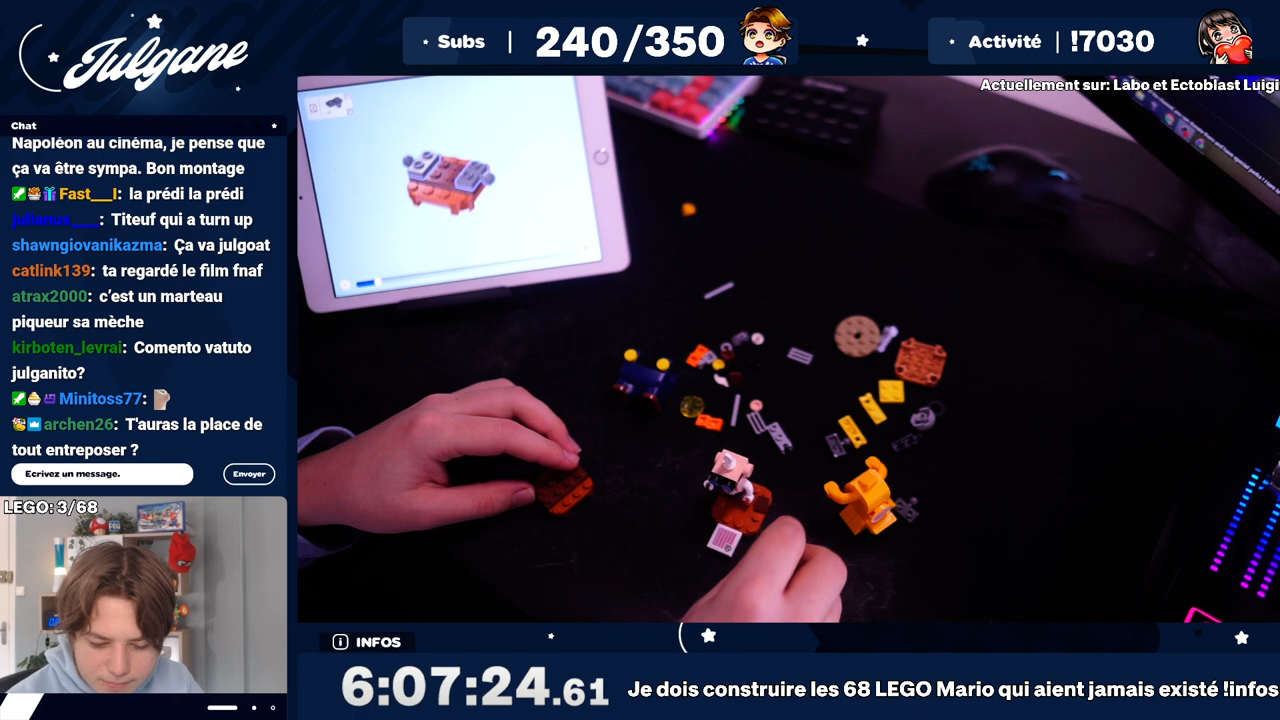 Julgane
Subs | 240/350
Activité | !7030
Actuellement sur: Labo et Ectoblast Luigi
Chat
Napoléon au cinéma, je pense que
ça va être sympa. Bon montage
Fast__I: la prédi la prédi
julianus____: Titeuf qui a turn up
shawngiovanikazma: Ça va julgoat
catlink139: ta regardé le film fnaf
atrax2000: c'est un marteau
piqueur sa mèche
kirboten_levrai: Comento vatuto
julganito?
Minitoss77:
archen26: T'auras la place de
tout entreposer ?
Ecrivez un message.
Envoyer
LEGO: 3/68
INFOS
6:07:24.61
Je dois construire les 68 LEGO Mario qui aient jamais existé !infos